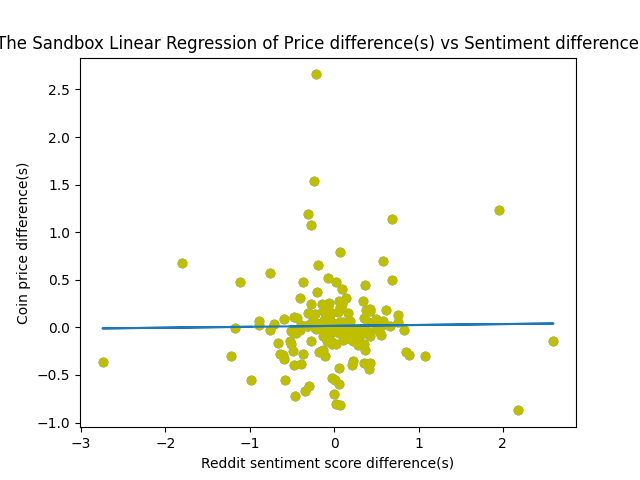 The Sandbox Linear Regression of Price difference(s) vs Sentiment difference
Coin price difference(s)
2.5
2.0
1.5
1.0
0.5
0.0
−0.5
−1.0
−3 −2 −1 0 1 2
Reddit sentiment score difference(s)